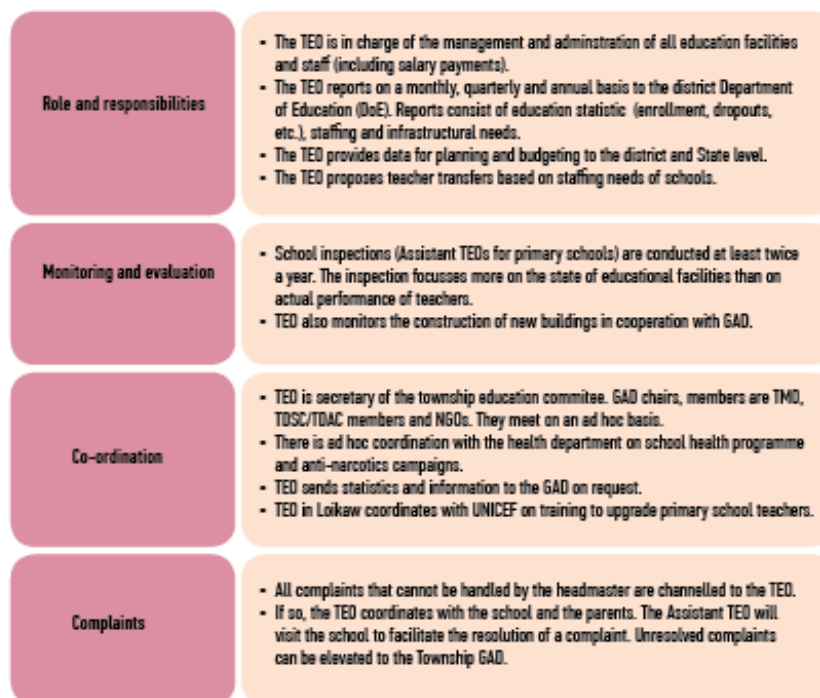 Role and responsibilities
• The TEO is in charge of the management and adminstration of all education facilities
and staff (including salary payments).
• The TEO reports on a monthly, quarterly and annual basis to the district Department
of Education (DoE). Reports consist of education statistic (enrollment, dropouts,
etc.), staffing and infrastructural needs.
• The TEO provides data for planning and budgeting to the district and State level.
• The TEO proposes teacher transfers based on staffing needs of schools.
Monitoring and evaluation
• School inspections (Assistant TEOs for primary schools) are conducted at least twice
a year. The inspection focusses more on the state of educational facilities than on
actual performance of teachers.
• TEO also monitors the construction of new buildings in cooperation with GAD.
Co-ordination
• TEO is secretary of the township education commitee. GAD chairs, members are TMO,
TDSC/TDAC members and NGOs. They meet on an ad hoc basis.
• There is ad hoc coordination with the health department on school health programme
and anti-narcotics campaigns.
• TEO sends statistics and information to the GAD on request.
• TEO in Loikaw coordinates with UNICEF on training to upgrade primary school teachers.
Complaints
• All complaints that cannot be handled by the headmaster are channelled to the TEO.
• If so, the TEO coordinates with the school and the parents. The Assistant TEO will
visit the school to facilitate the resolution of a complaint. Unresolved complaints
can be elevated to the Township GAD.